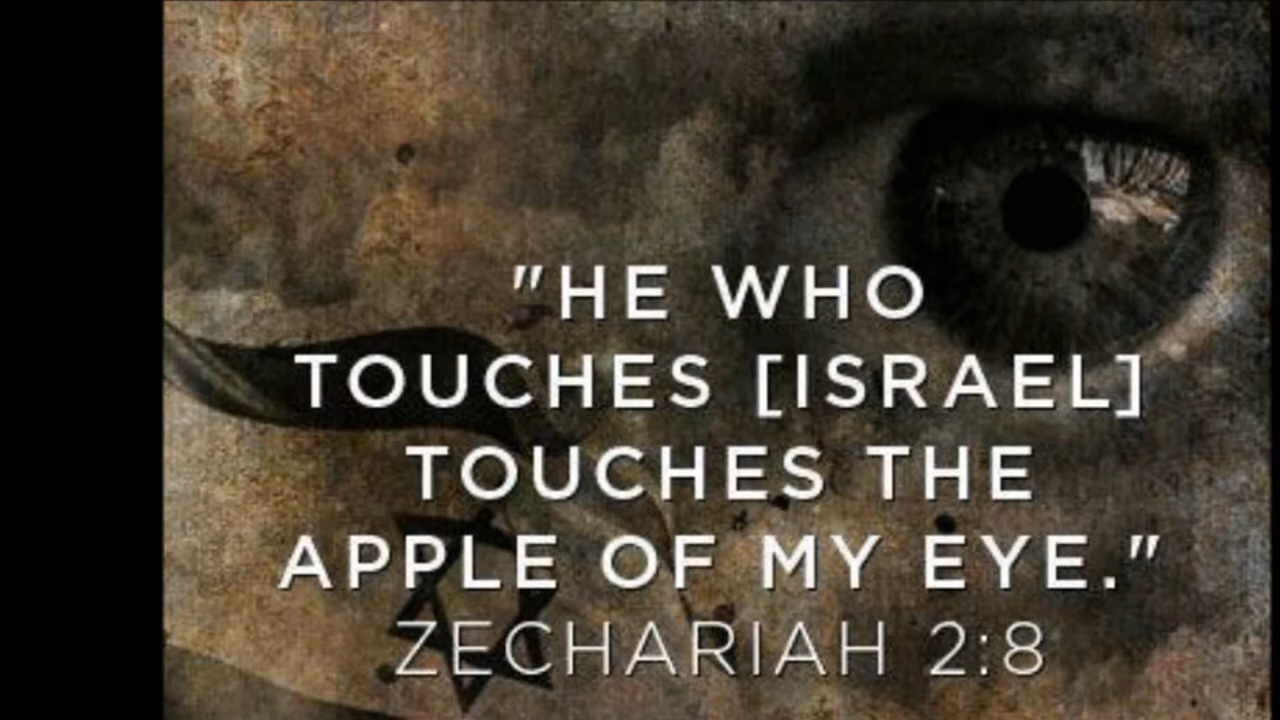 "HE WHO
TOUCHES [ISRAEL]
TOUCHES THE
APPLE OF MY EYE."
ZECHARIAH 2:8